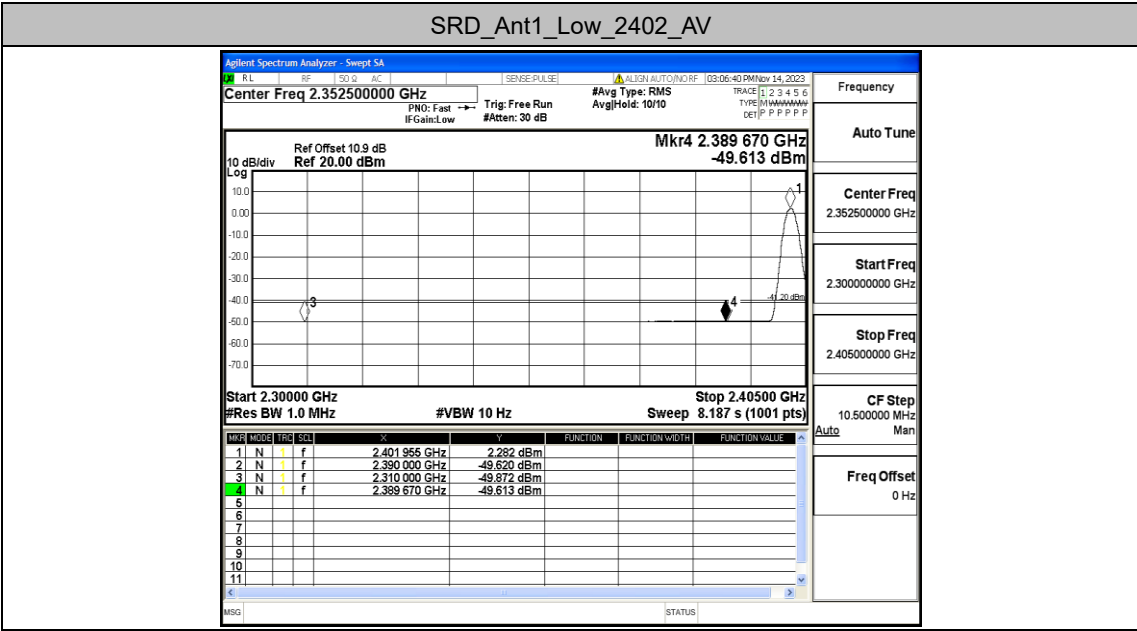 SRD_Ant1_Low_2402_AV
Agilent Spectrum Analyzer - Swept SA
LXI RL RF 50 Ω AC SENSE:PULSE ALIGN AUTO/NO RF 03:06:40 PM Nov 14, 2023
Center Freq 2.352500000 GHz #Avg Type: RMS TRACE 1 2 3 4 5 6
PNO: Fast Trig: Free Run Avg|Hold: 10/10 TYPE M WWWWW
IFGain:Low #Atten: 30 dB DET P P P P P P
Mkr4 2.389 670 GHz
-49.613 dBm
Ref Offset 10.9 dB
10 dB/div Ref 20.00 dBm
Log
10.0
0.00
-10.0
-20.0
-30.0
-40.0
-50.0
-60.0
-70.0
1
3
4
-41.20 dBm
Start 2.30000 GHz Stop 2.40500 GHz
#Res BW 1.0 MHz #VBW 10 Hz Sweep 8.187 s (1001 pts)
MKR MODE TRC SCL X Y FUNCTION FUNCTION WIDTH FUNCTION VALUE
1 N 1 f 2.401 955 GHz 2.282 dBm
2 N 1 f 2.390 000 GHz -49.620 dBm
3 N 1 f 2.310 000 GHz -49.872 dBm
4 N 1 f 2.389 670 GHz -49.613 dBm
5
6
7
8
9
10
11
MSG STATUS
Frequency
Auto Tune
Center Freq
2.352500000 GHz
Start Freq
2.300000000 GHz
Stop Freq
2.405000000 GHz
CF Step
10.500000 MHz
Auto Man
Freq Offset
0 Hz